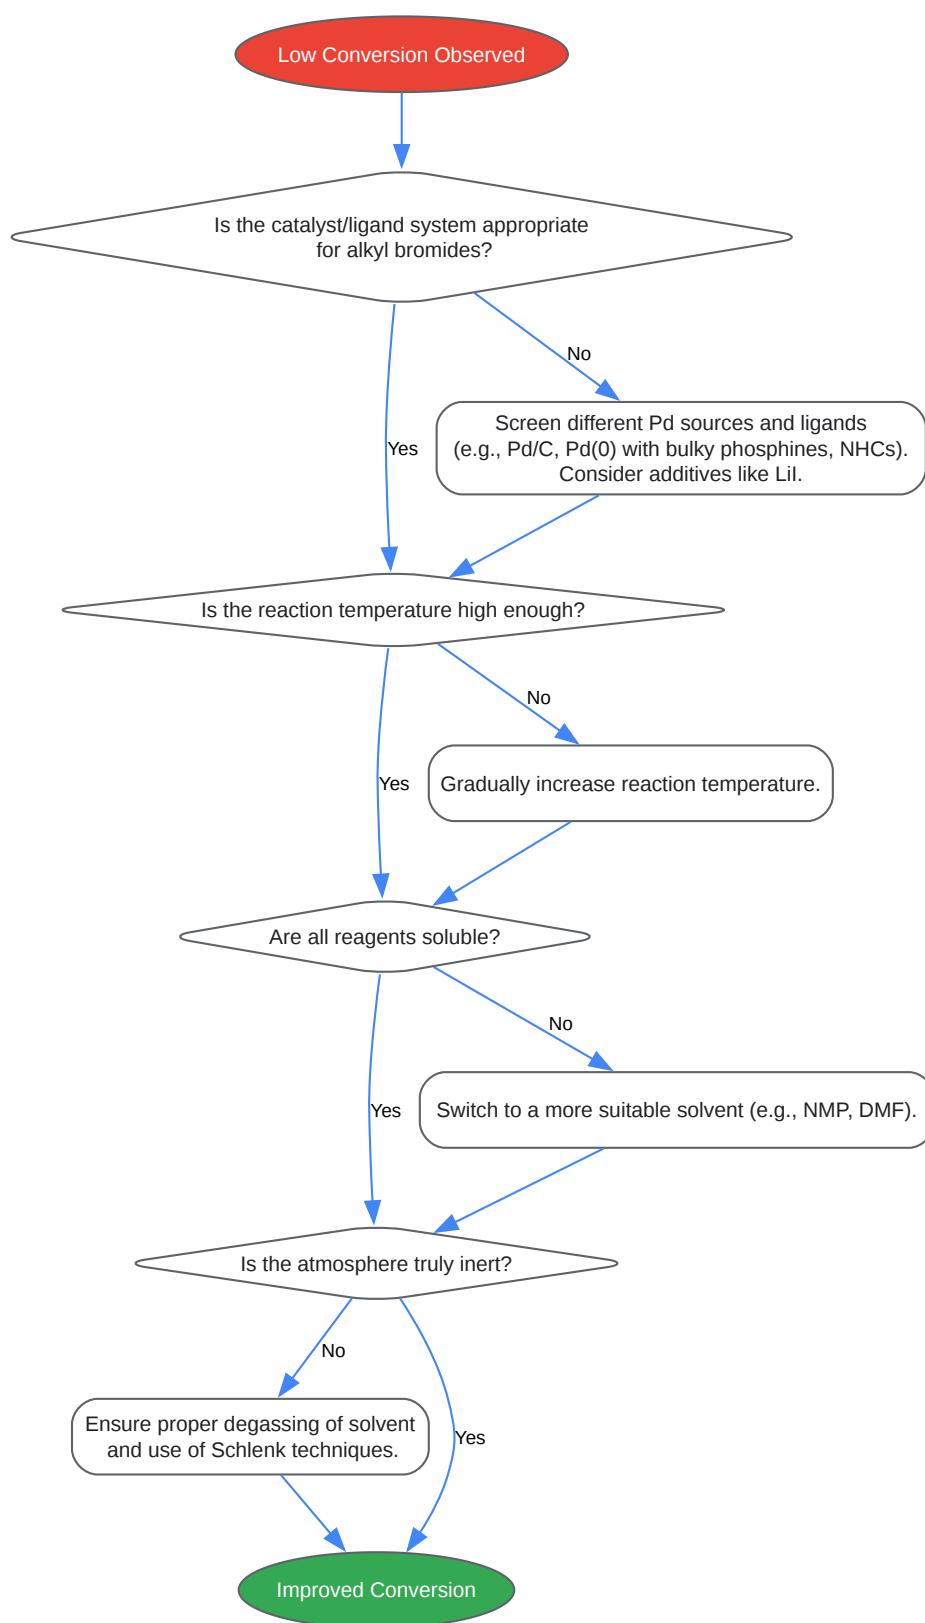 Low Conversion Observed
Is the catalyst/ligand system appropriate
for alkyl bromides?
No
Yes
Screen different Pd sources and ligands
(e.g., Pd/C, Pd(0) with bulky phosphines, NHCs).
Consider additives like LiI.
Is the reaction temperature high enough?
No
Yes
Gradually increase reaction temperature.
Are all reagents soluble?
No
Yes
Switch to a more suitable solvent (e.g., NMP, DMF).
Is the atmosphere truly inert?
No
Yes
Ensure proper degassing of solvent
and use of Schlenk techniques.
Improved Conversion